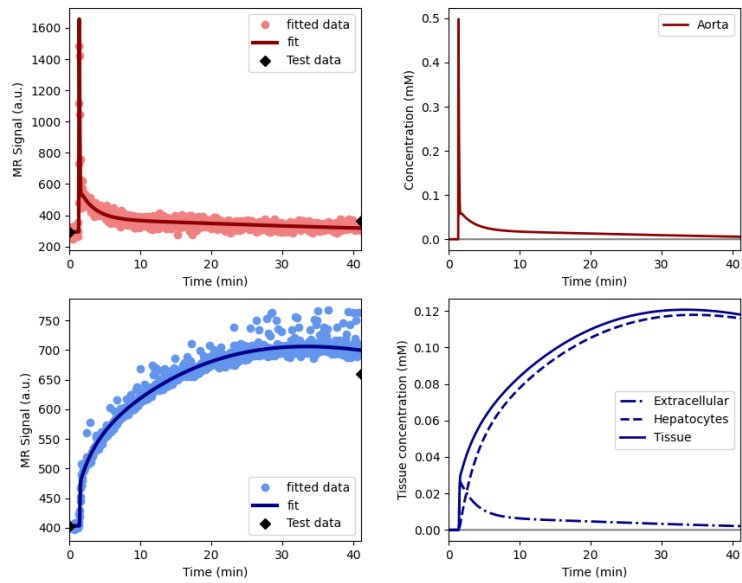 1600
1400
1200
1000
800
600
400
200
MR Signal (a.u.)
fitted data
fit
Test data
0
10
20
30
40
Time (min)
0.5
0.4
0.3
0.2
0.1
0.0
Concentration (mM)
Aorta
0
10
20
30
40
Time (min)
750
700
650
600
550
500
450
400
MR Signal (a.u.)
fitted data
fit
Test data
0
10
20
30
40
Time (min)
0.12
0.10
0.08
0.06
0.04
0.02
0.00
Tissue concentration (mM)
Extracellular
Hepatocytes
Tissue
0
10
20
30
40
Time (min)